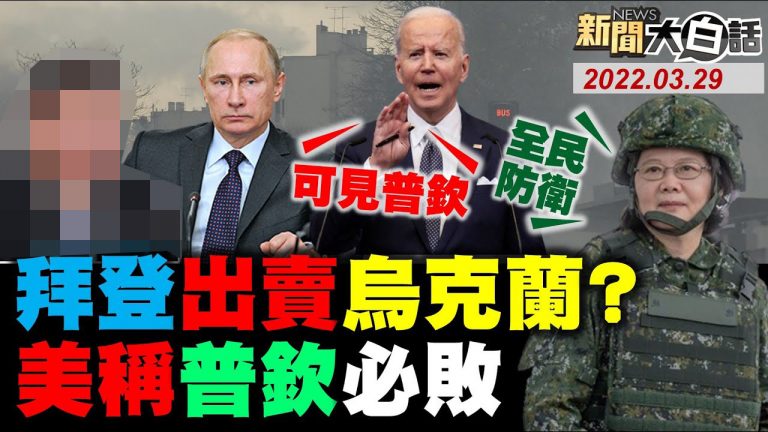 NEWS
新聞大白話
2022.03.29
BUS
可見普欽
全民
防衛
拜登出賣烏克蘭?
美稱普欽必敗